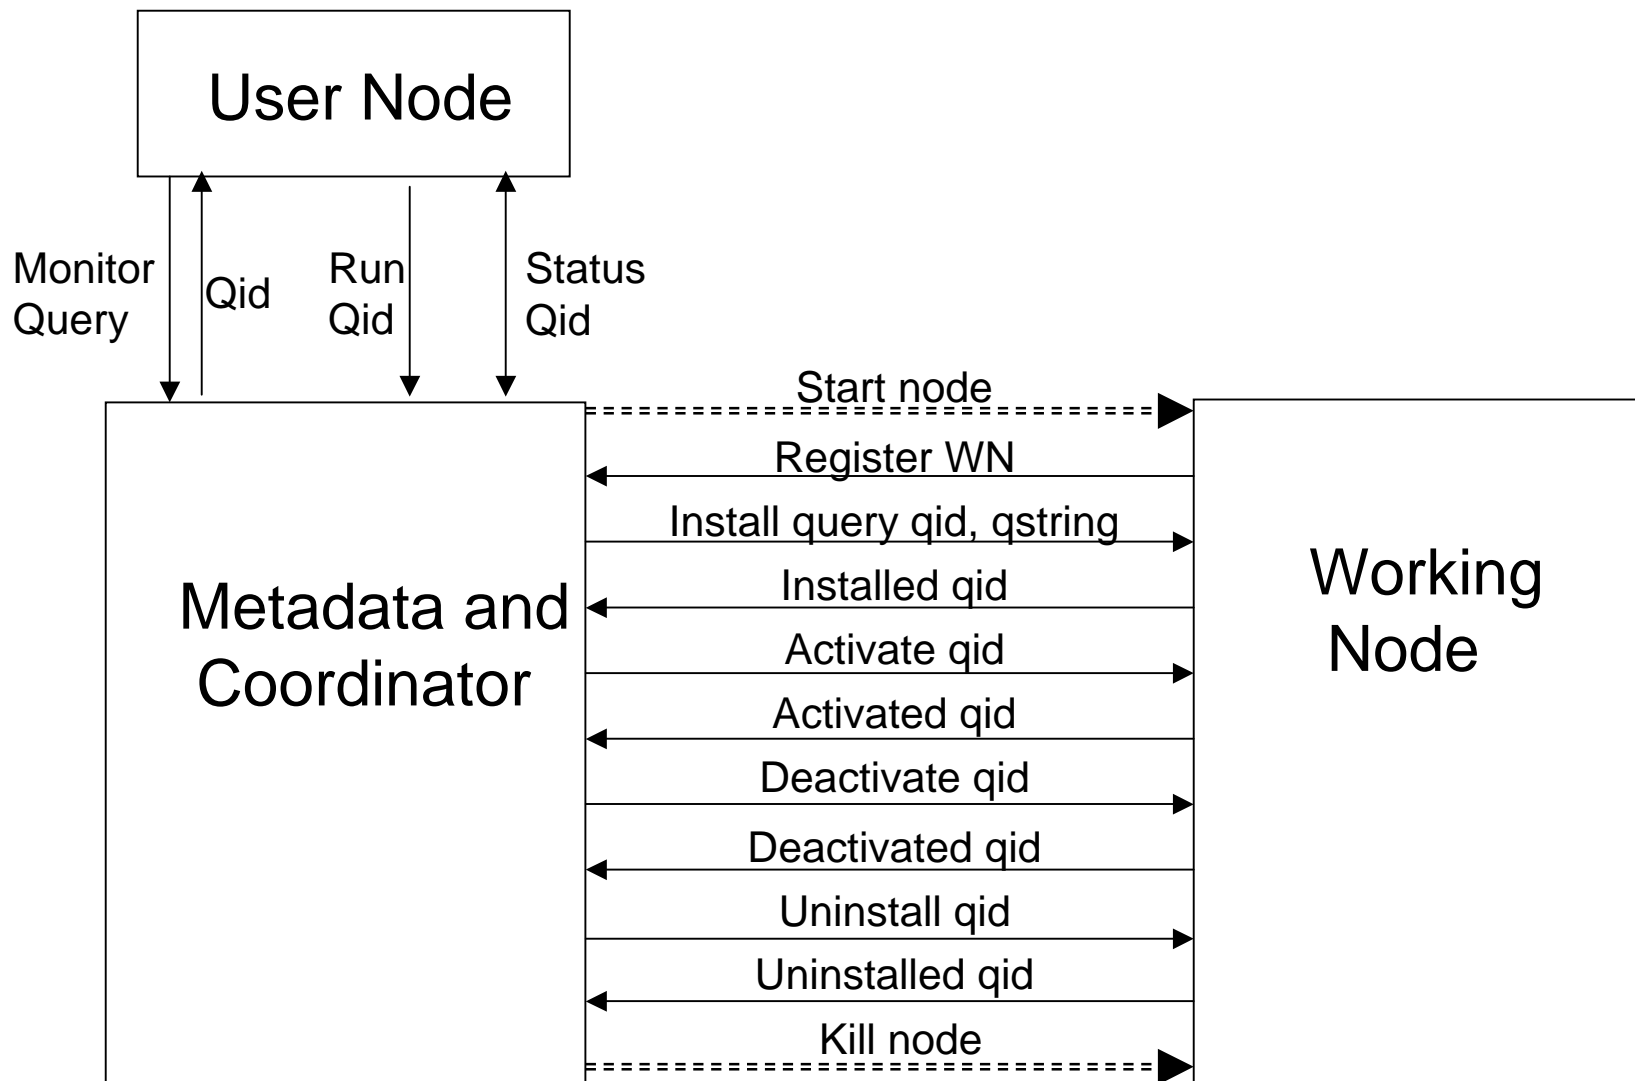 User Node
Monitor
Query
Qid
Run
Qid
Status
Qid
Start node
Register WN
Install query qid, qstring
Installed qid
Activate qid
Activated qid
Deactivate qid
Deactivated qid
Uninstall qid
Uninstalled qid
Kill node
Metadata and
Coordinator
Working
Node